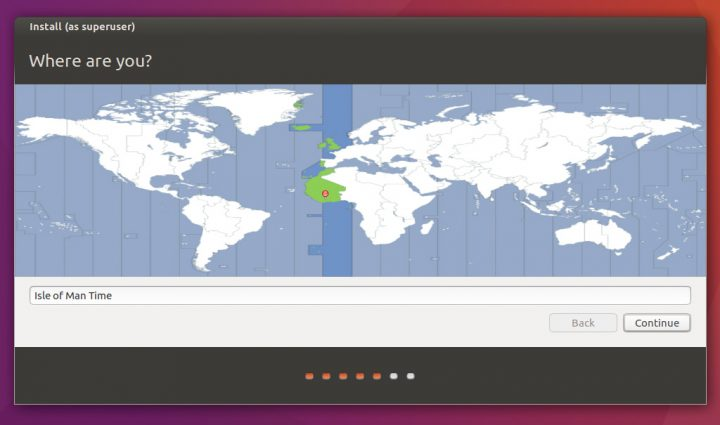 Install (as superuser)
Where are you?
Isle of Man Time
Back
Continue